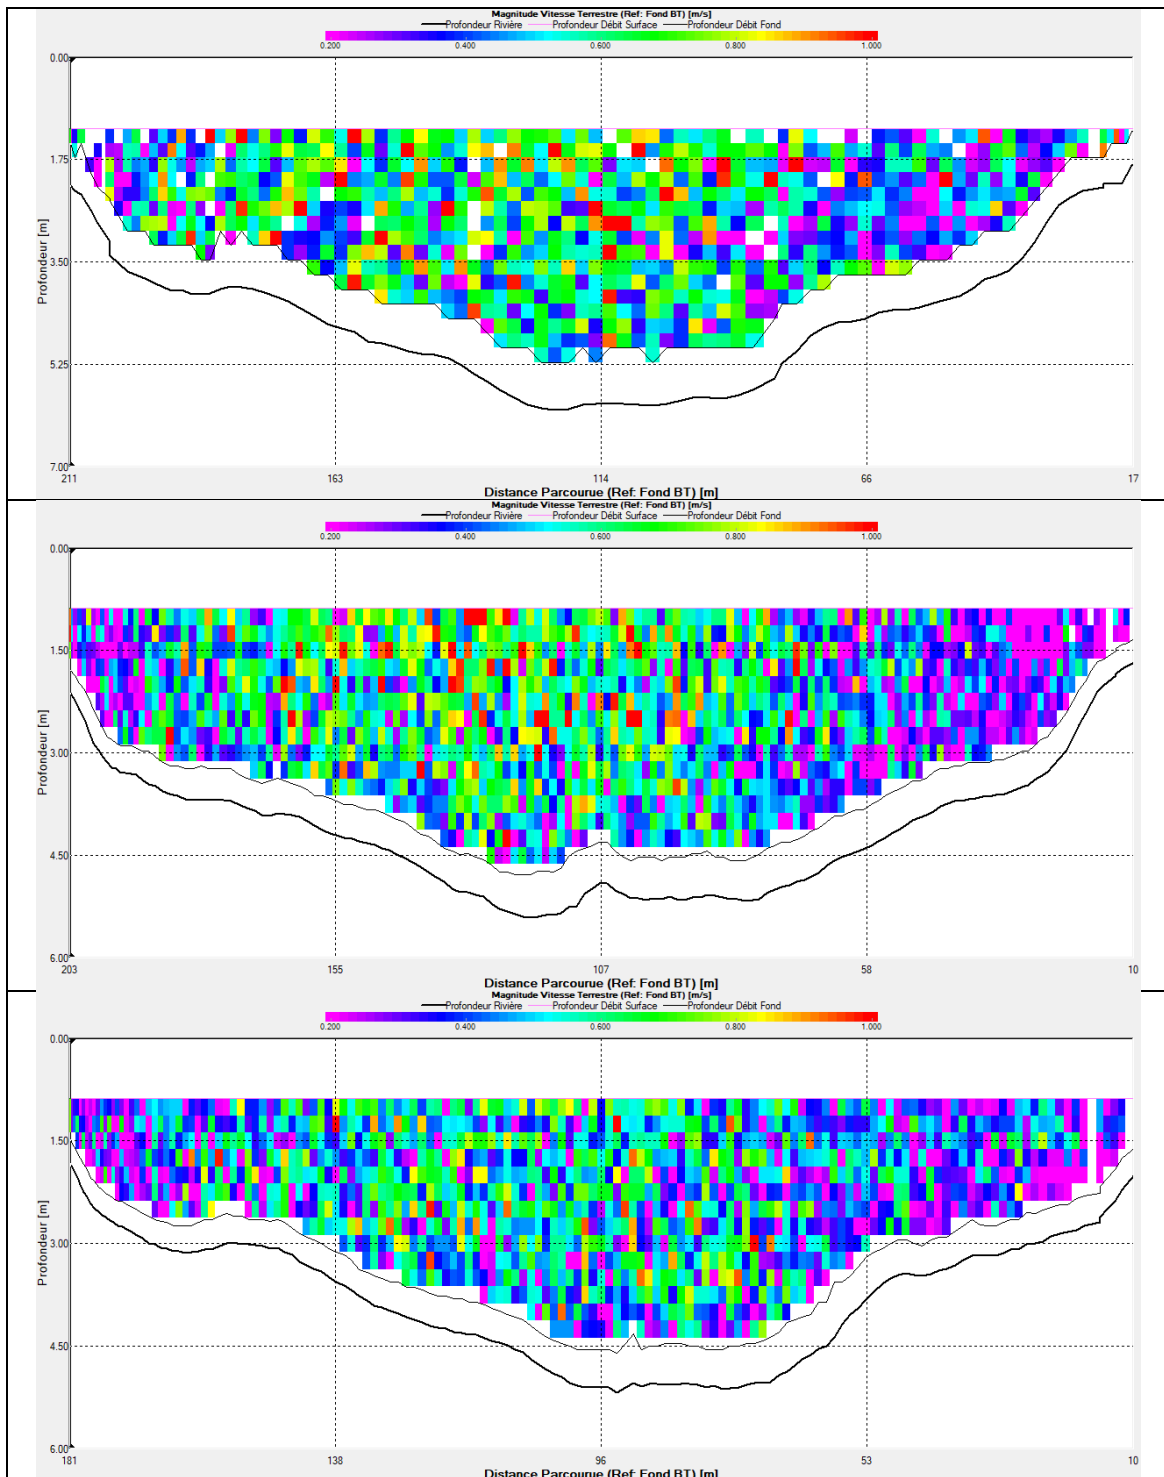 Magnitude Vitesse Terrestre (Ref: Fond BT) [m/s]
Profondeur Rivière Profondeur Débit Surface Profondeur Débit Fond
0.200 0.400 0.600 0.800 1.000
0.00
1.75
Profondeur [m]
3.50
5.25
7.00
211 163 114 66 17
Distance Parcourue (Ref: Fond BT) [m]
Magnitude Vitesse Terrestre (Ref: Fond BT) [m/s]
Profondeur Rivière Profondeur Débit Surface Profondeur Débit Fond
0.200 0.400 0.600 0.800 1.000
0.00
1.50
Profondeur [m]
3.00
4.50
6.00
203 155 107 58 10
Distance Parcourue (Ref: Fond BT) [m]
Magnitude Vitesse Terrestre (Ref: Fond BT) [m/s]
Profondeur Rivière Profondeur Débit Surface Profondeur Débit Fond
0.200 0.400 0.600 0.800 1.000
0.00
1.50
Profondeur [m]
3.00
4.50
6.00
181 138 96 53 10
Distance Parcourue (Ref: Fond BT) [m]